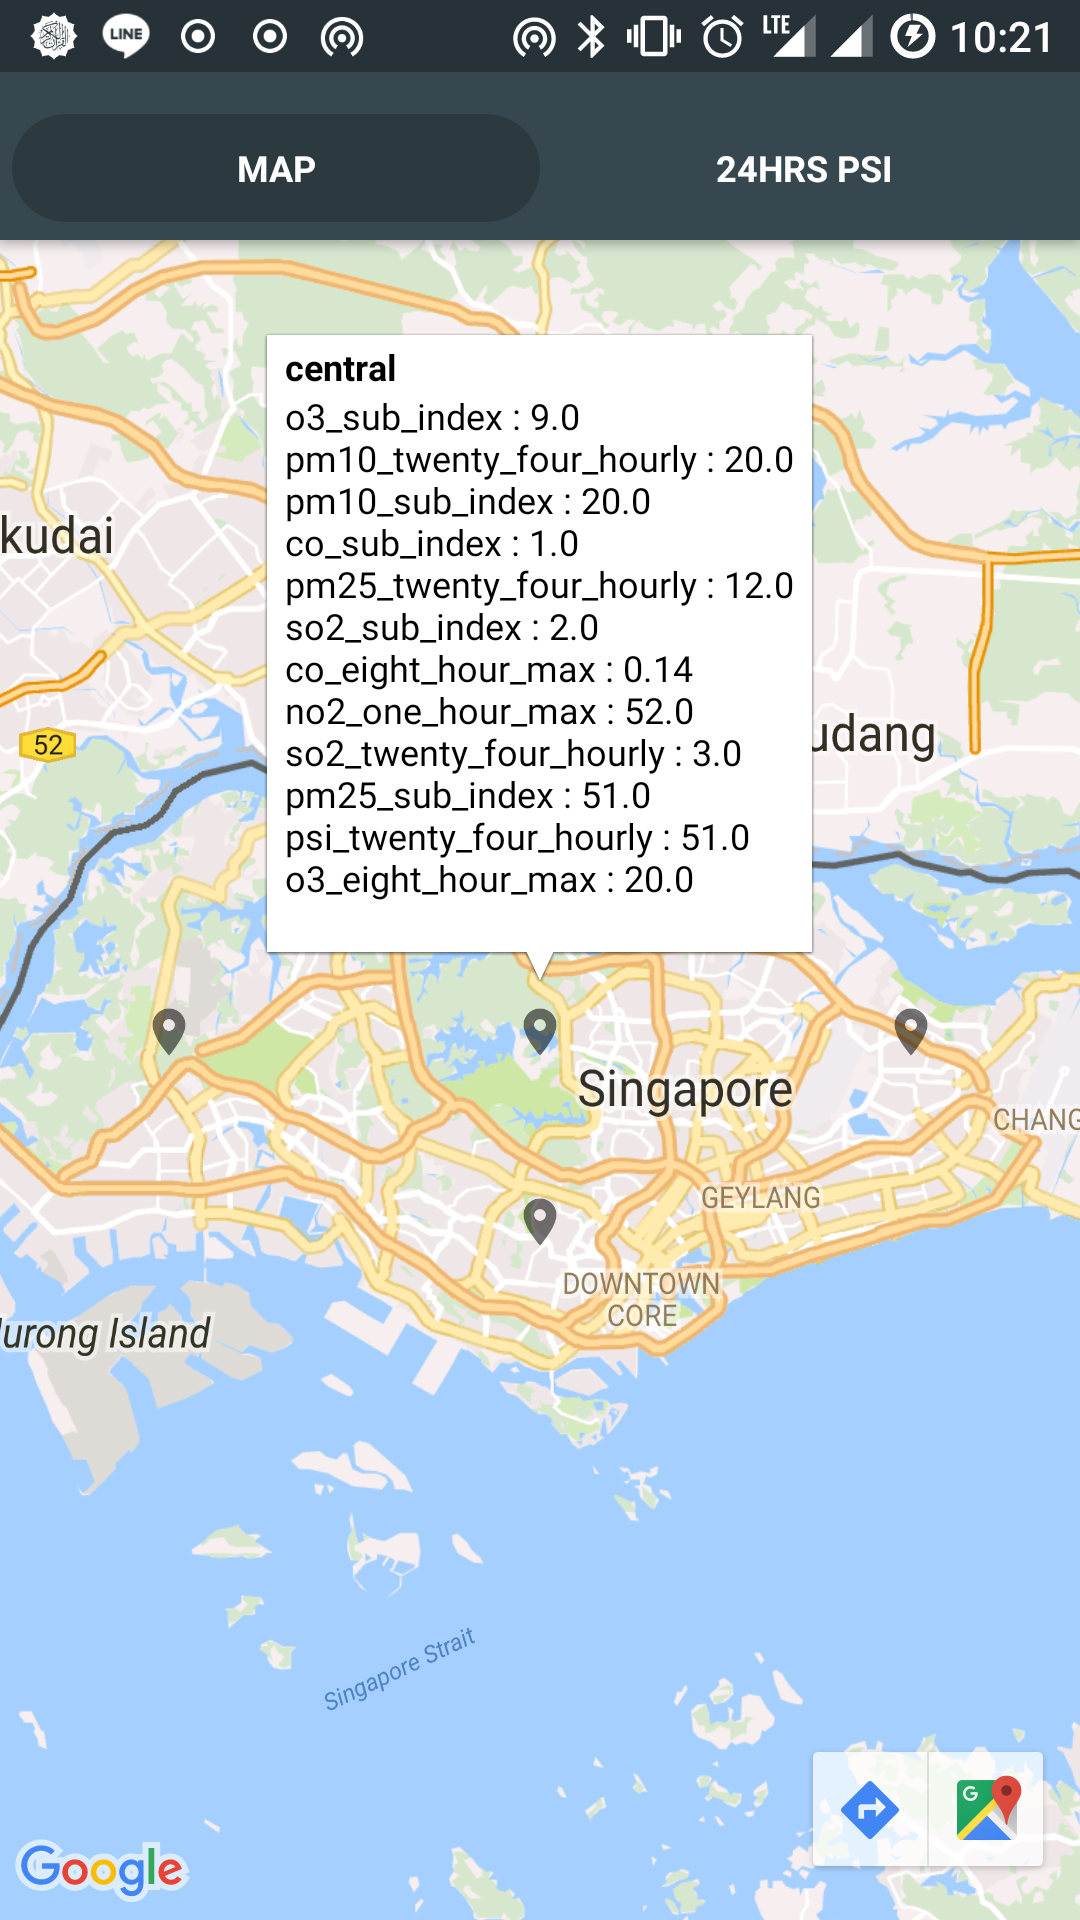 LINE
LTE
10:21
MAP
24HRS PSI
central
o3_sub_index : 9.0
pm10_twenty_four_hourly : 20.0
pm10_sub_index : 20.0
co_sub_index : 1.0
pm25_twenty_four_hourly : 12.0
so2_sub_index : 2.0
co_eight_hour_max : 0.14
no2_one_hour_max : 52.0
so2_twenty_four_hourly : 3.0
pm25_sub_index : 51.0
psi_twenty_four_hourly : 51.0
o3_eight_hour_max : 20.0
kudai
udang
52
Singapore
CHANG
GEYLANG
DOWNTOWN
CORE
Jurong Island
Singapore Strait
G
Google